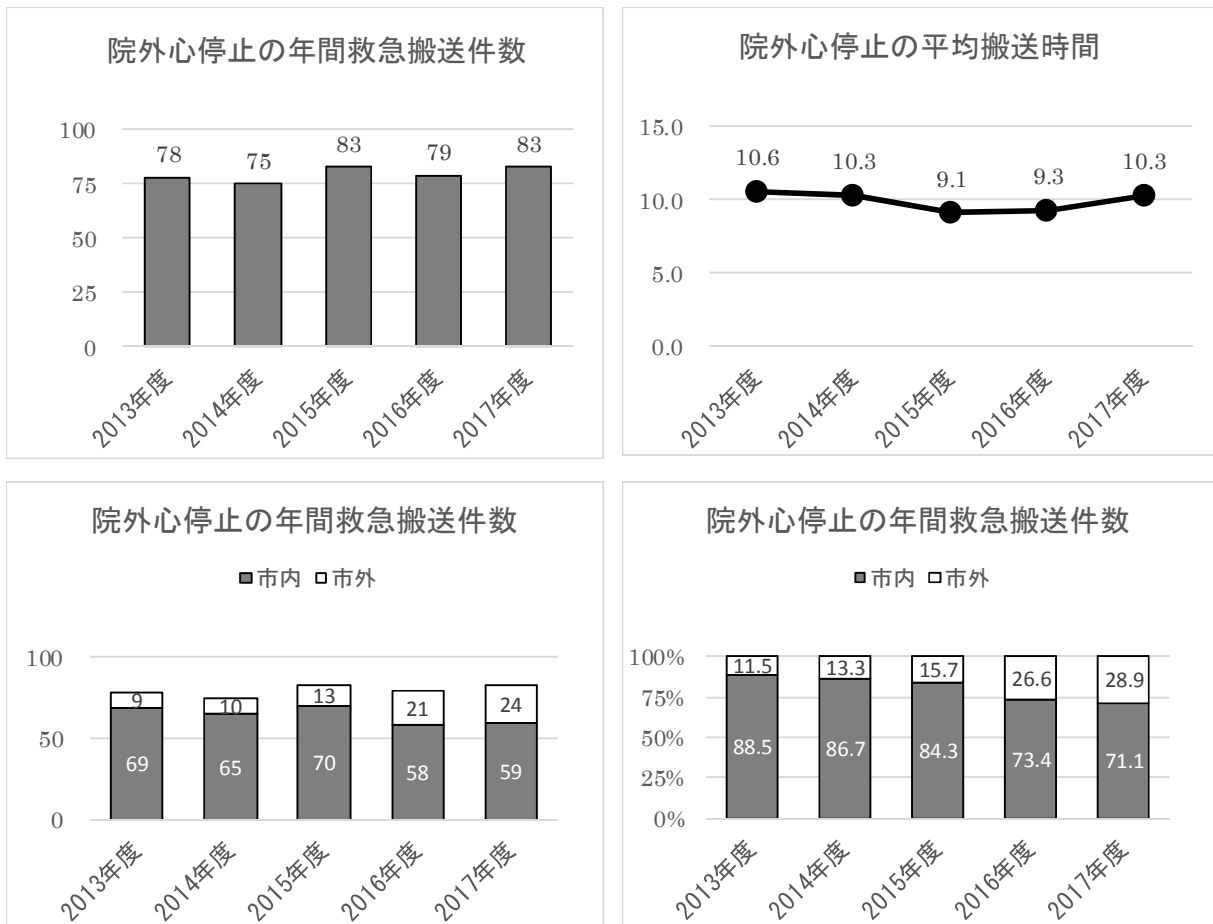 院外心停止の年間救急搬送件数
100
75
50
25
0
78
75
83
79
83
2013年度
2014年度
2015年度
2016年度
2017年度
院外心停止の平均搬送時間
15.0
10.0
5.0
0.0
10.6
10.3
9.1
9.3
10.3
2013年度
2014年度
2015年度
2016年度
2017年度
院外心停止の年間救急搬送件数
市内 市外
100
50
0
9
10
13
21
24
69
65
70
58
59
2013年度
2014年度
2015年度
2016年度
2017年度
院外心停止の年間救急搬送件数
市内 市外
100%
75%
50%
25%
0%
11.5
13.3
15.7
26.6
28.9
88.5
86.7
84.3
73.4
71.1
2013年度
2014年度
2015年度
2016年度
2017年度